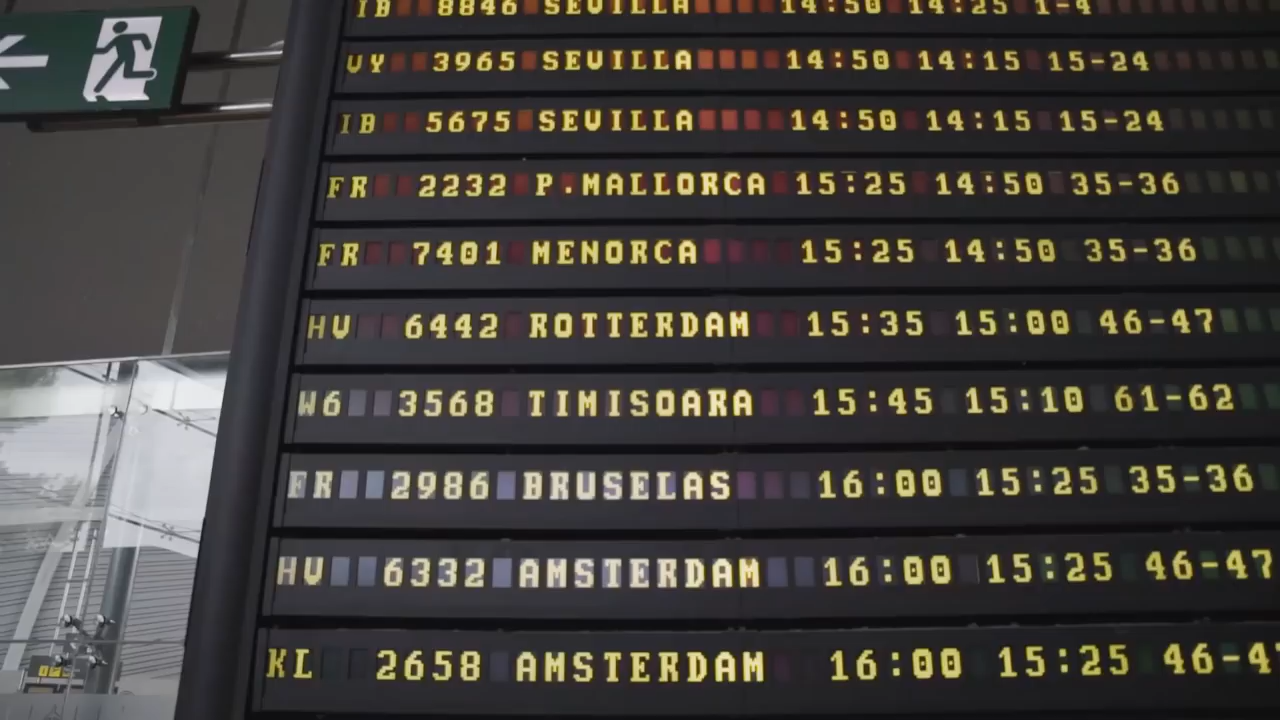 IB 8846 SEVILLA 14:50 14:25 1-4
VY 3965 SEVILLA 14:50 14:15 15-24
IB 5675 SEVILLA 14:50 14:15 15-24
FR 2232 P.MALLORCA 15:25 14:50 35-36
FR 7401 MENORCA 15:25 14:50 35-36
HV 6442 ROTTERDAM 15:35 15:00 46-47
W6 3568 TIMISOARA 15:45 15:10 61-62
FR 2986 BRUSELAS 16:00 15:25 35-36
HV 6332 AMSTERDAM 16:00 15:25 46-47
KL 2658 AMSTERDAM 16:00 15:25 46-4